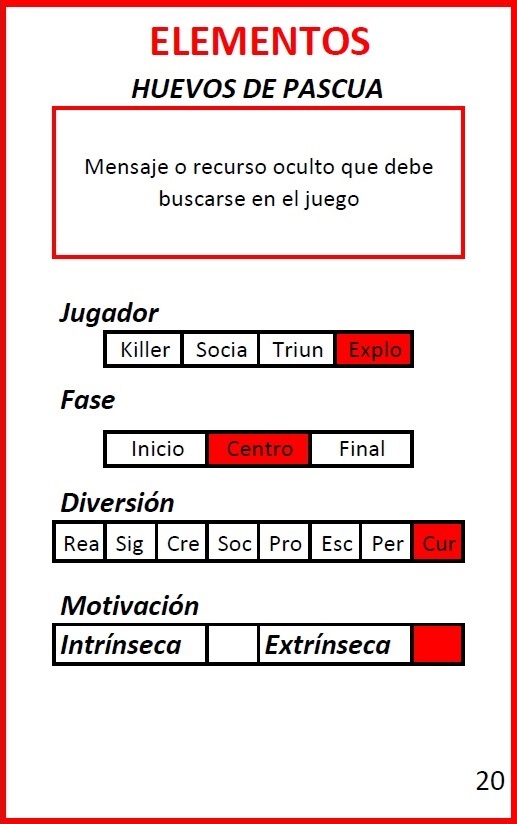 ELEMENTOS
HUEVOS DE PASCUA
Mensaje o recurso oculto que debe
buscarse en el juego
Jugador
Killer Socia Triun Explo
Fase
Inicio Centro Final
Diversión
Rea Sig Cre Soc Pro Esc Per Cur
Motivación
Intrínseca Extrínseca
20